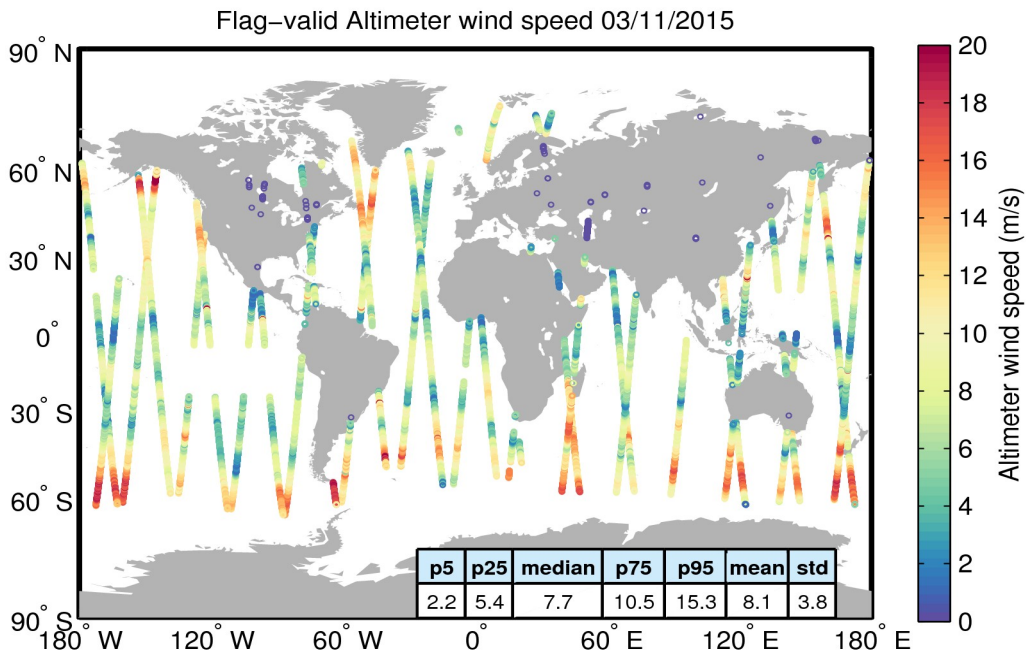 Flag−valid Altimeter wind speed 03/11/2015
90° N
60° N
30° N
0°
30° S
60° S
90° S
180° W
120° W
60° W
0°
60° E
120° E
180° E
p5 p25 median p75 p95 mean std
2.2 5.4 7.7 10.5 15.3 8.1 3.8
20
18
16
14
12
10
8
6
4
2
0
Altimeter wind speed (m/s)